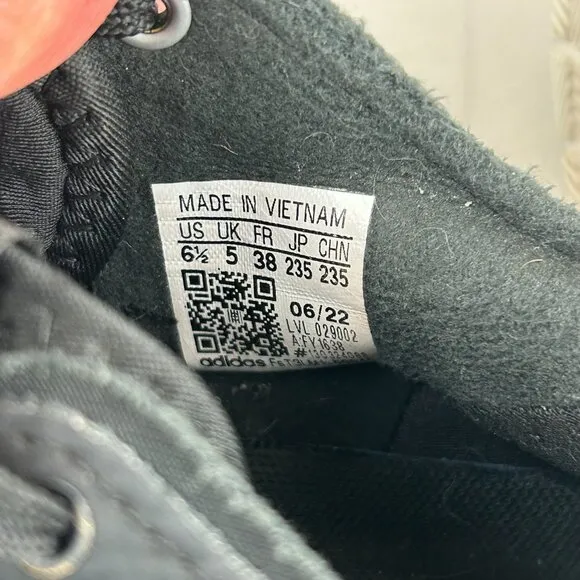 MADE IN VIETNAM
US UK FR JP CHN
6½ 5 38 235 235
06/22
LVL 029002
A:FY1638
adidas